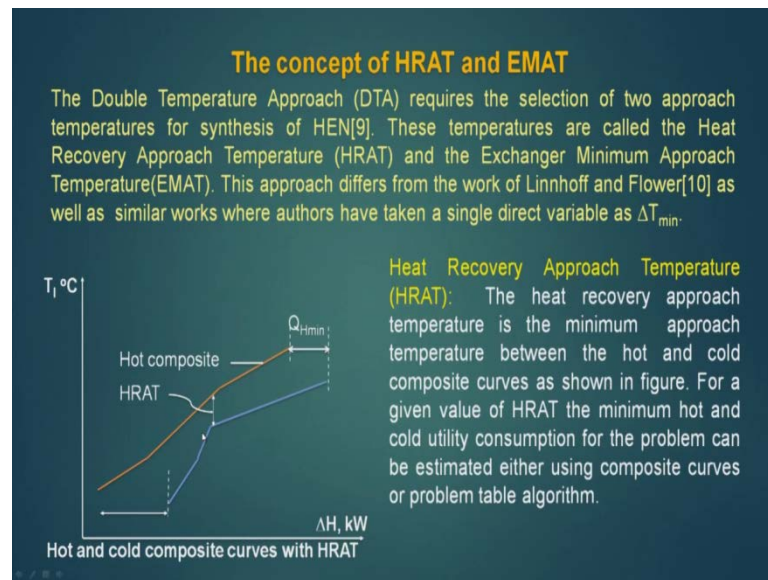 The concept of HRAT and EMAT
The Double Temperature Approach (DTA) requires the selection of two approach
temperatures for synthesis of HEN[9]. These temperatures are called the Heat
Recovery Approach Temperature (HRAT) and the Exchanger Minimum Approach
Temperature(EMAT). This approach differs from the work of Linnhoff and Flower[10] as
well as similar works where authors have taken a single direct variable as ΔTmin.
Heat Recovery Approach Temperature
(HRAT): The heat recovery approach
temperature is the minimum approach
temperature between the hot and cold
composite curves as shown in figure. For a
given value of HRAT the minimum hot and
cold utility consumption for the problem can
be estimated either using composite curves
or problem table algorithm.
T, ºC
QHmin
Hot composite
HRAT
ΔH, kW
Hot and cold composite curves with HRAT